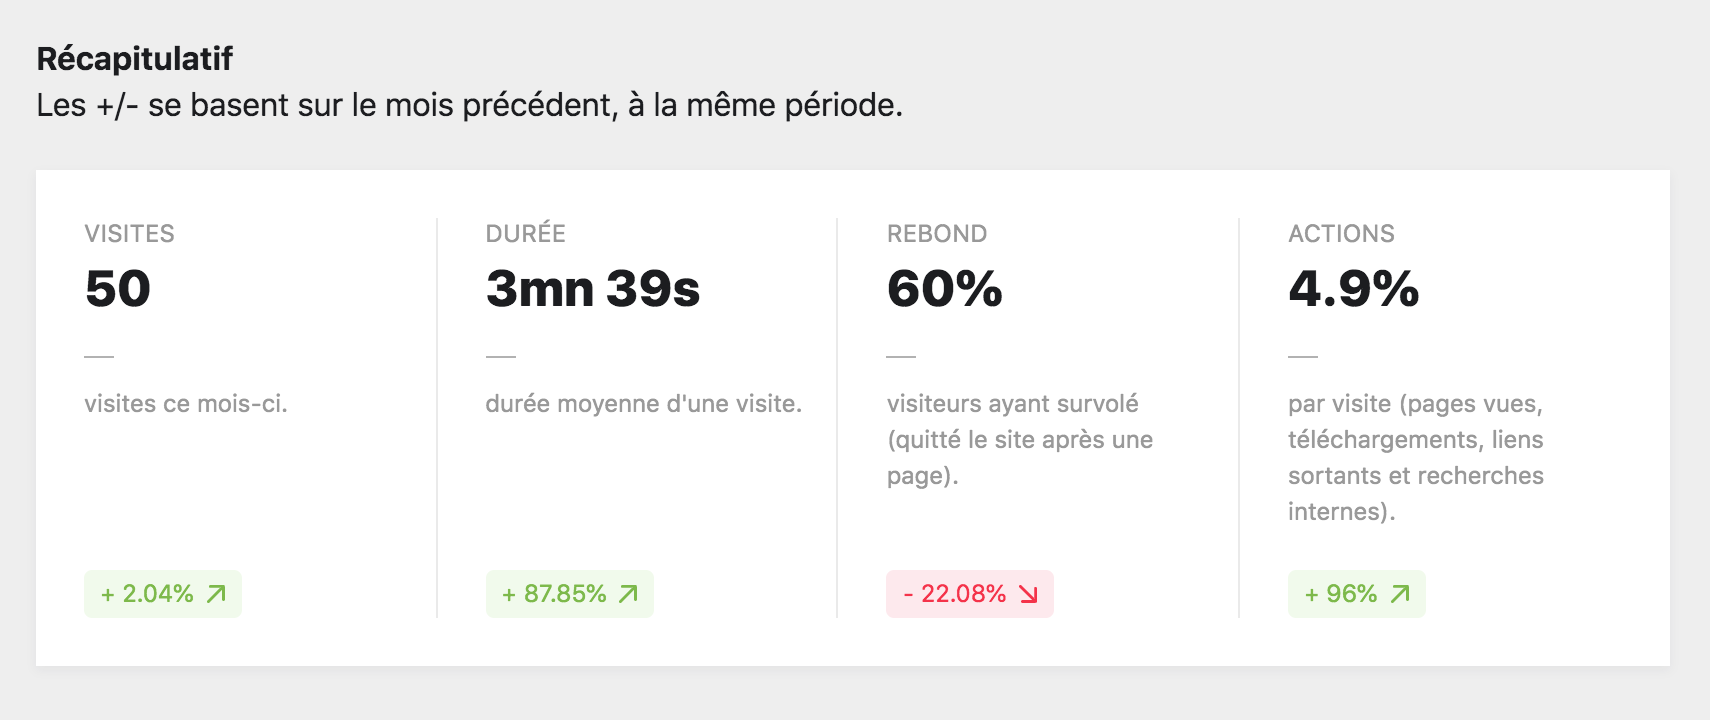 Récapitulatif
Les +/- se basent sur le mois précédent, à la même période.
VISITES
50
visites ce mois-ci.
+ 2.04%
DURÉE
3mn 39s
durée moyenne d'une visite.
+ 87.85%
REBOND
60%
visiteurs ayant survolé
(quitté le site après une
page).
- 22.08%
ACTIONS
4.9%
par visite (pages vues,
téléchargements, liens
sortants et recherches
internes).
+ 96%